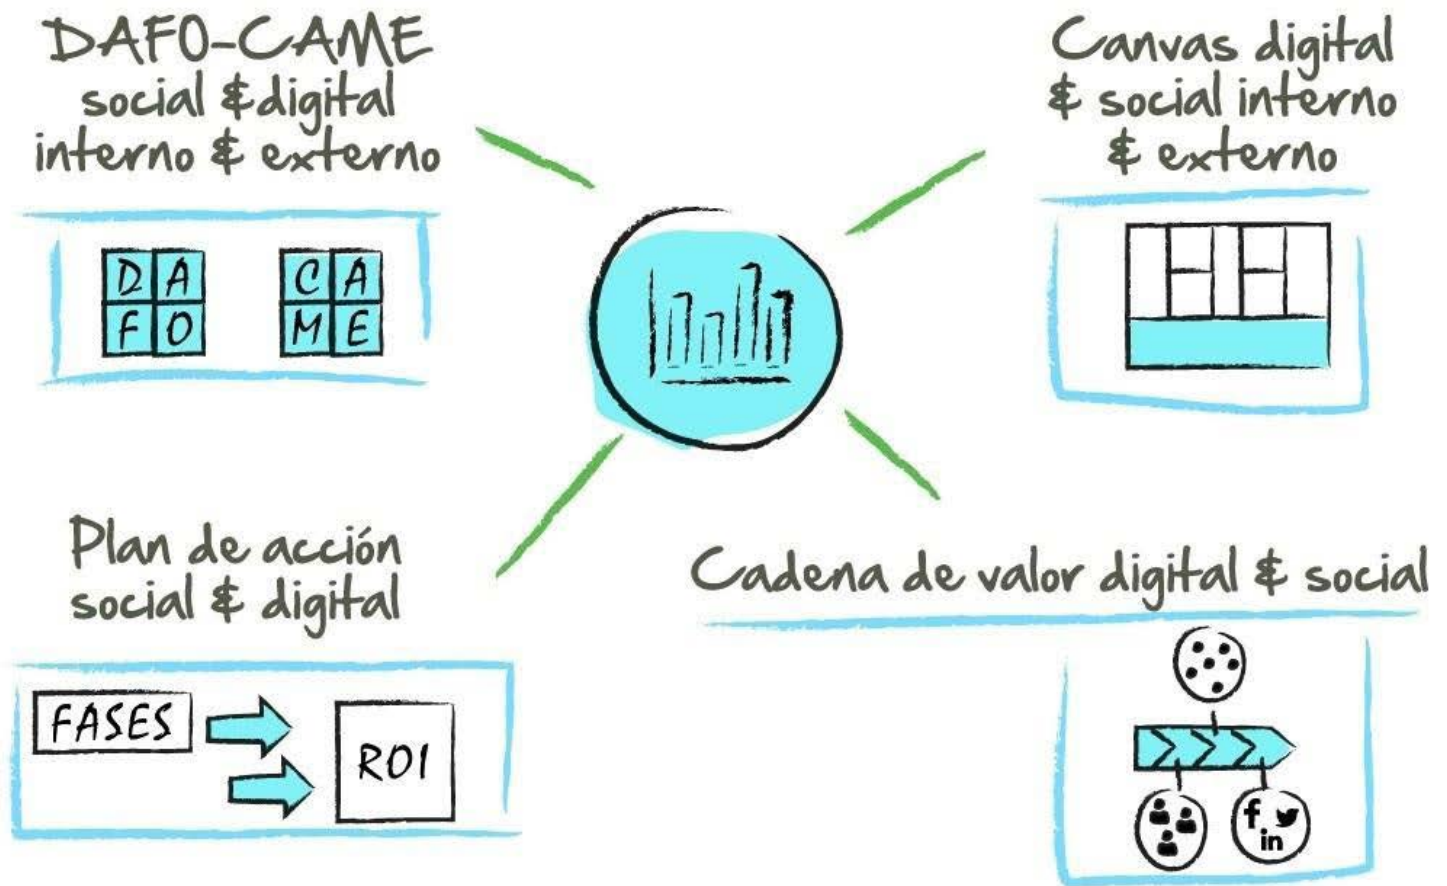 DAFO-CAME
social & digital
interno & externo
D A
F O
C A
M E
Canvas digital
& social interno
& externo
Plan de acción
social & digital
FASES
ROI
Cadena de valor digital & social
f
in